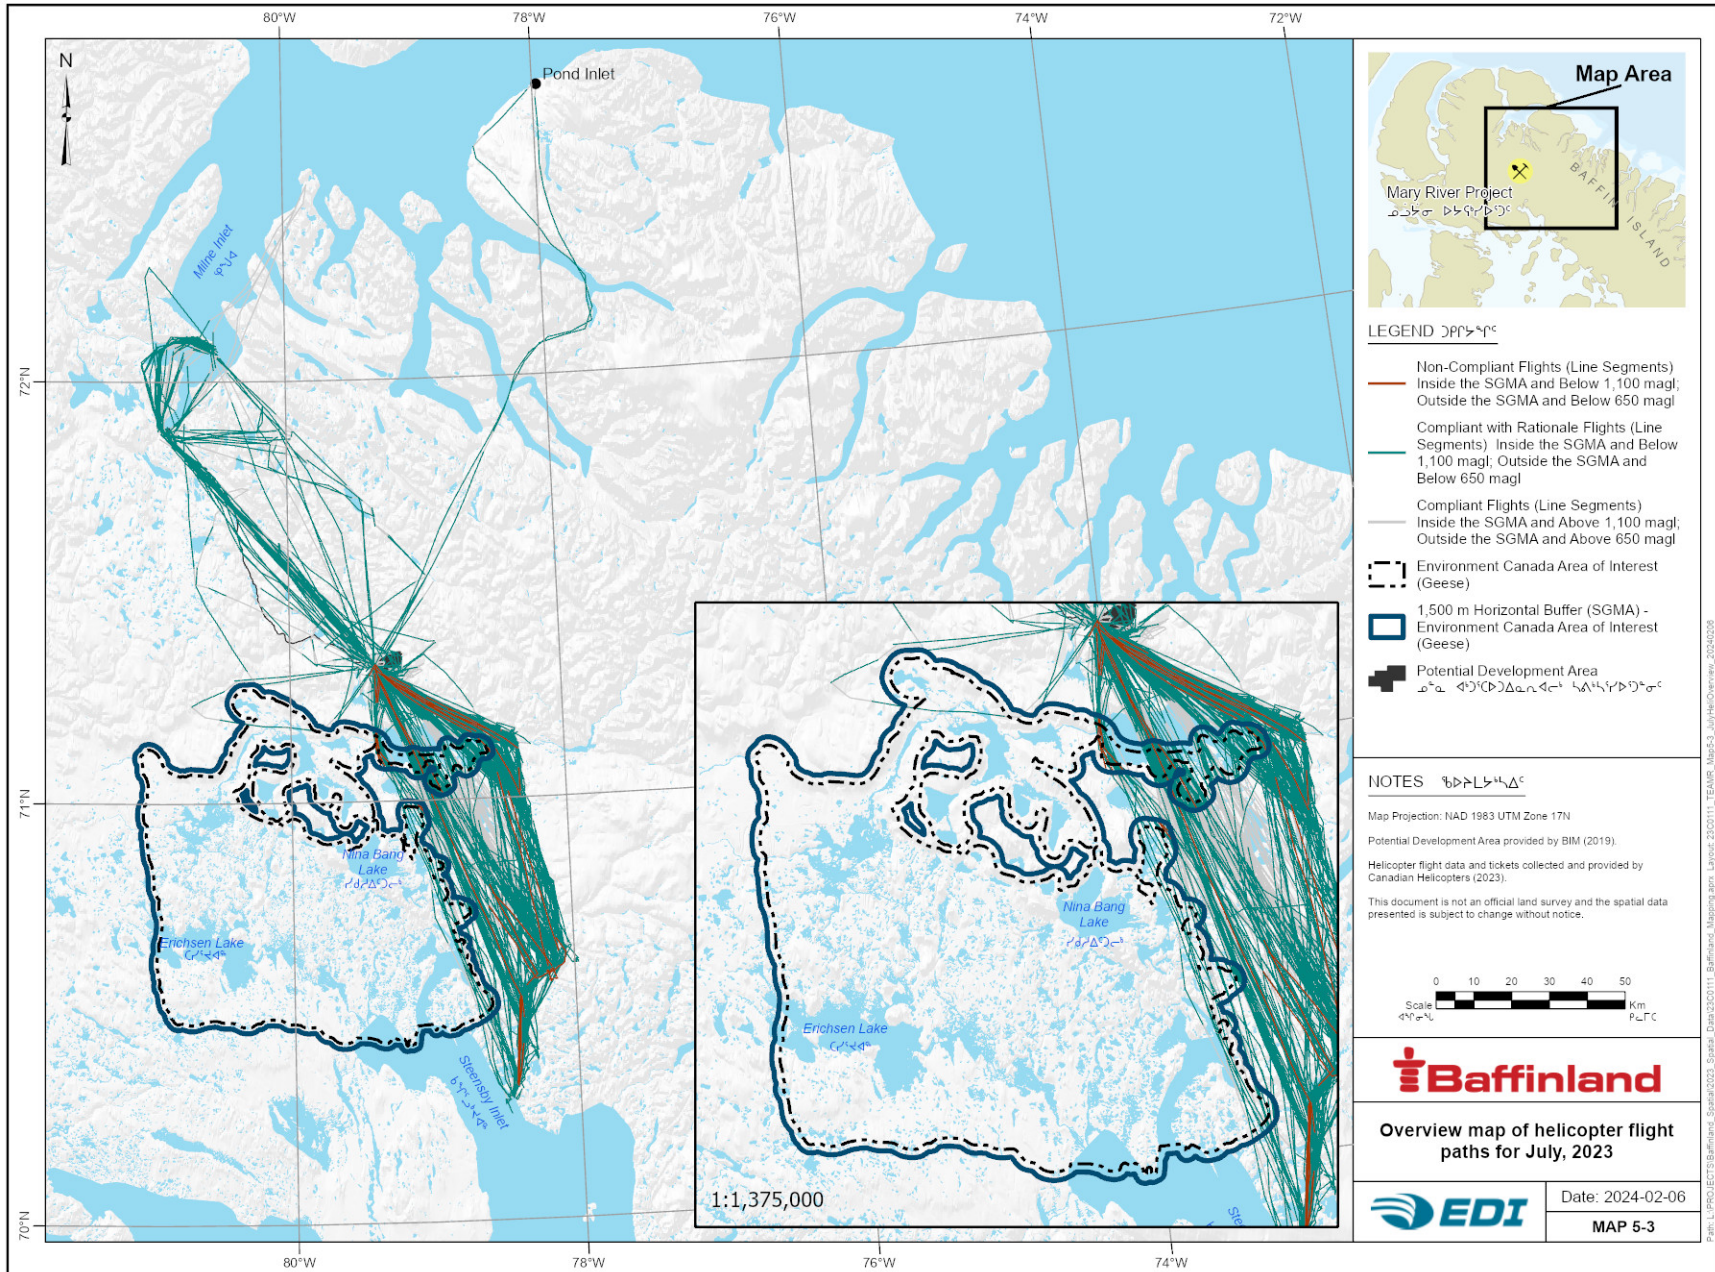 80°W
78°W
76°W
74°W
72°W
N
Pond Inlet
Milne Inlet
72°N
71°N
70°N
Nina Bang
Lake
Erichsen Lake
Steensby Inlet
80°W
78°W
76°W
74°W
Nina Bang
Lake
Erichsen Lake
1:1,375,000
Map Area
Mary River Project
BAFFIN ISLAND
LEGEND
Non-Compliant Flights (Line Segments)
Inside the SGMA and Below 1,100 magl;
Outside the SGMA and Below 650 magl
Compliant with Rationale Flights (Line
Segments) Inside the SGMA and Below
1,100 magl; Outside the SGMA and
Below 650 magl
Compliant Flights (Line Segments)
Inside the SGMA and Above 1,100 magl;
Outside the SGMA and Above 650 magl
Environment Canada Area of Interest
(Geese)
1,500 m Horizontal Buffer (SGMA) -
Environment Canada Area of Interest
(Geese)
Potential Development Area
NOTES
Map Projection: NAD 1983 UTM Zone 17N
Potential Development Area provided by BIM (2019).
Helicopter flight data and tickets collected and provided by
Canadian Helicopters (2023).
This document is not an official land survey and the spatial data
presented is subject to change without notice.
0 10 20 30 40 50
Scale
Km
Baffinland
Overview map of helicopter flight
paths for July, 2023
EDI
Date: 2024-02-06
MAP 5-3